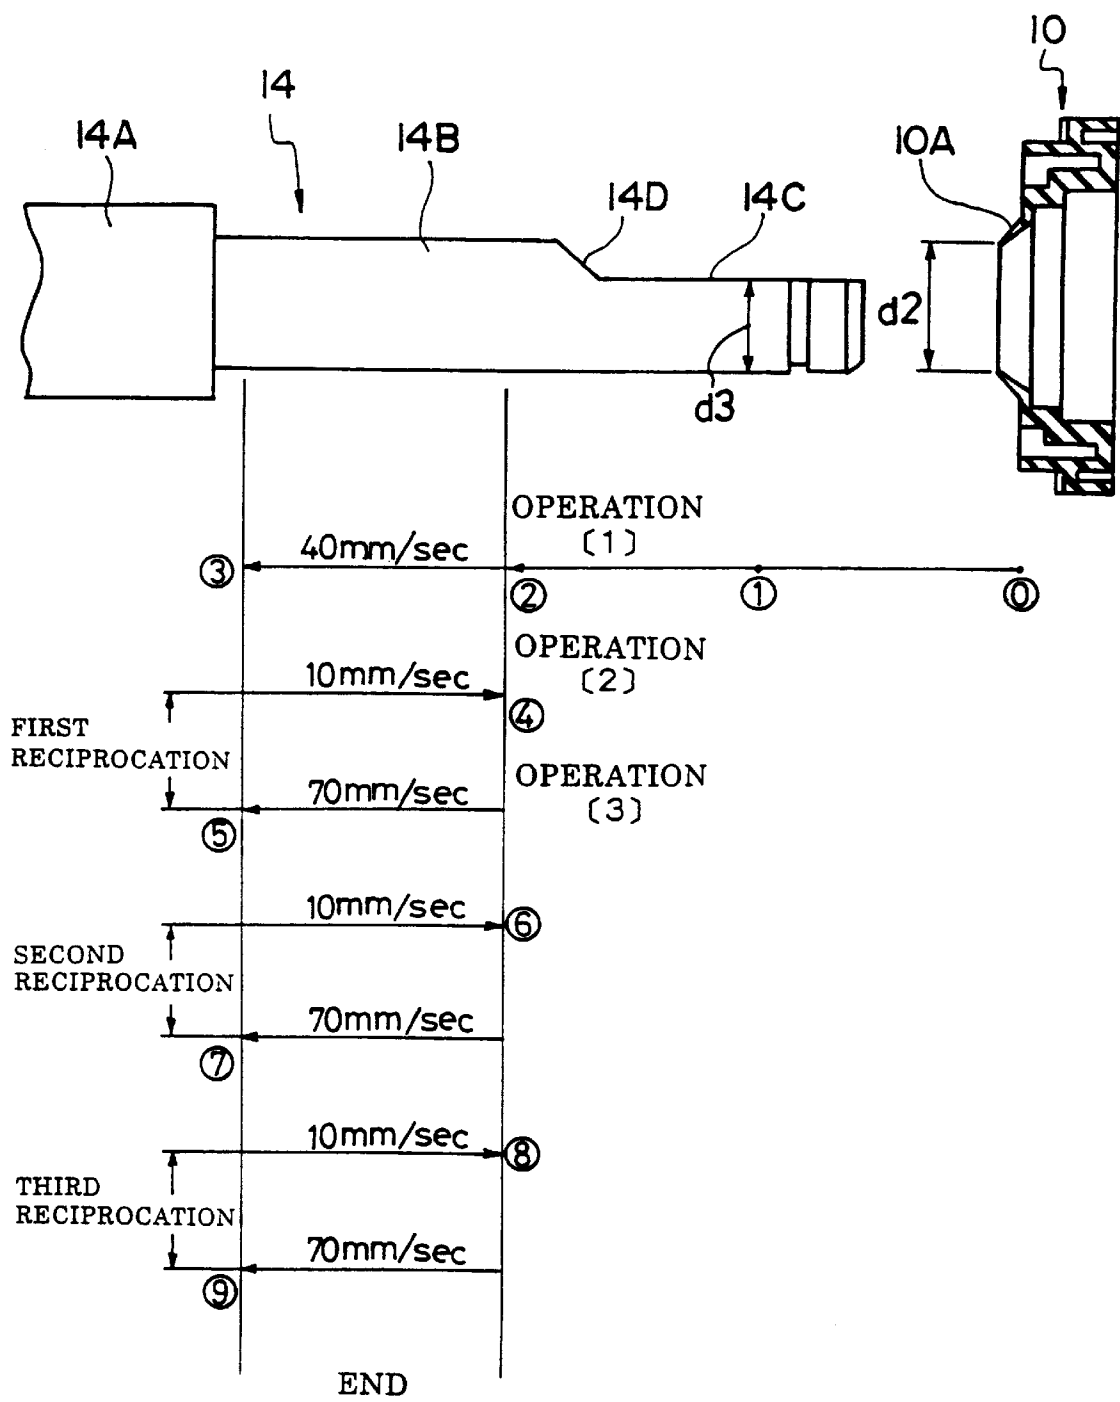 10
14
14A
14B
10A
14D
14C
d2
d3
OPERATION
[1]
40mm/sec
③
②
①
⓪
OPERATION
[2]
10mm/sec
④
FIRST
RECIPROCATION
OPERATION
[3]
70mm/sec
⑤
10mm/sec
⑥
SECOND
RECIPROCATION
70mm/sec
⑦
10mm/sec
⑧
THIRD
RECIPROCATION
70mm/sec
⑨
END